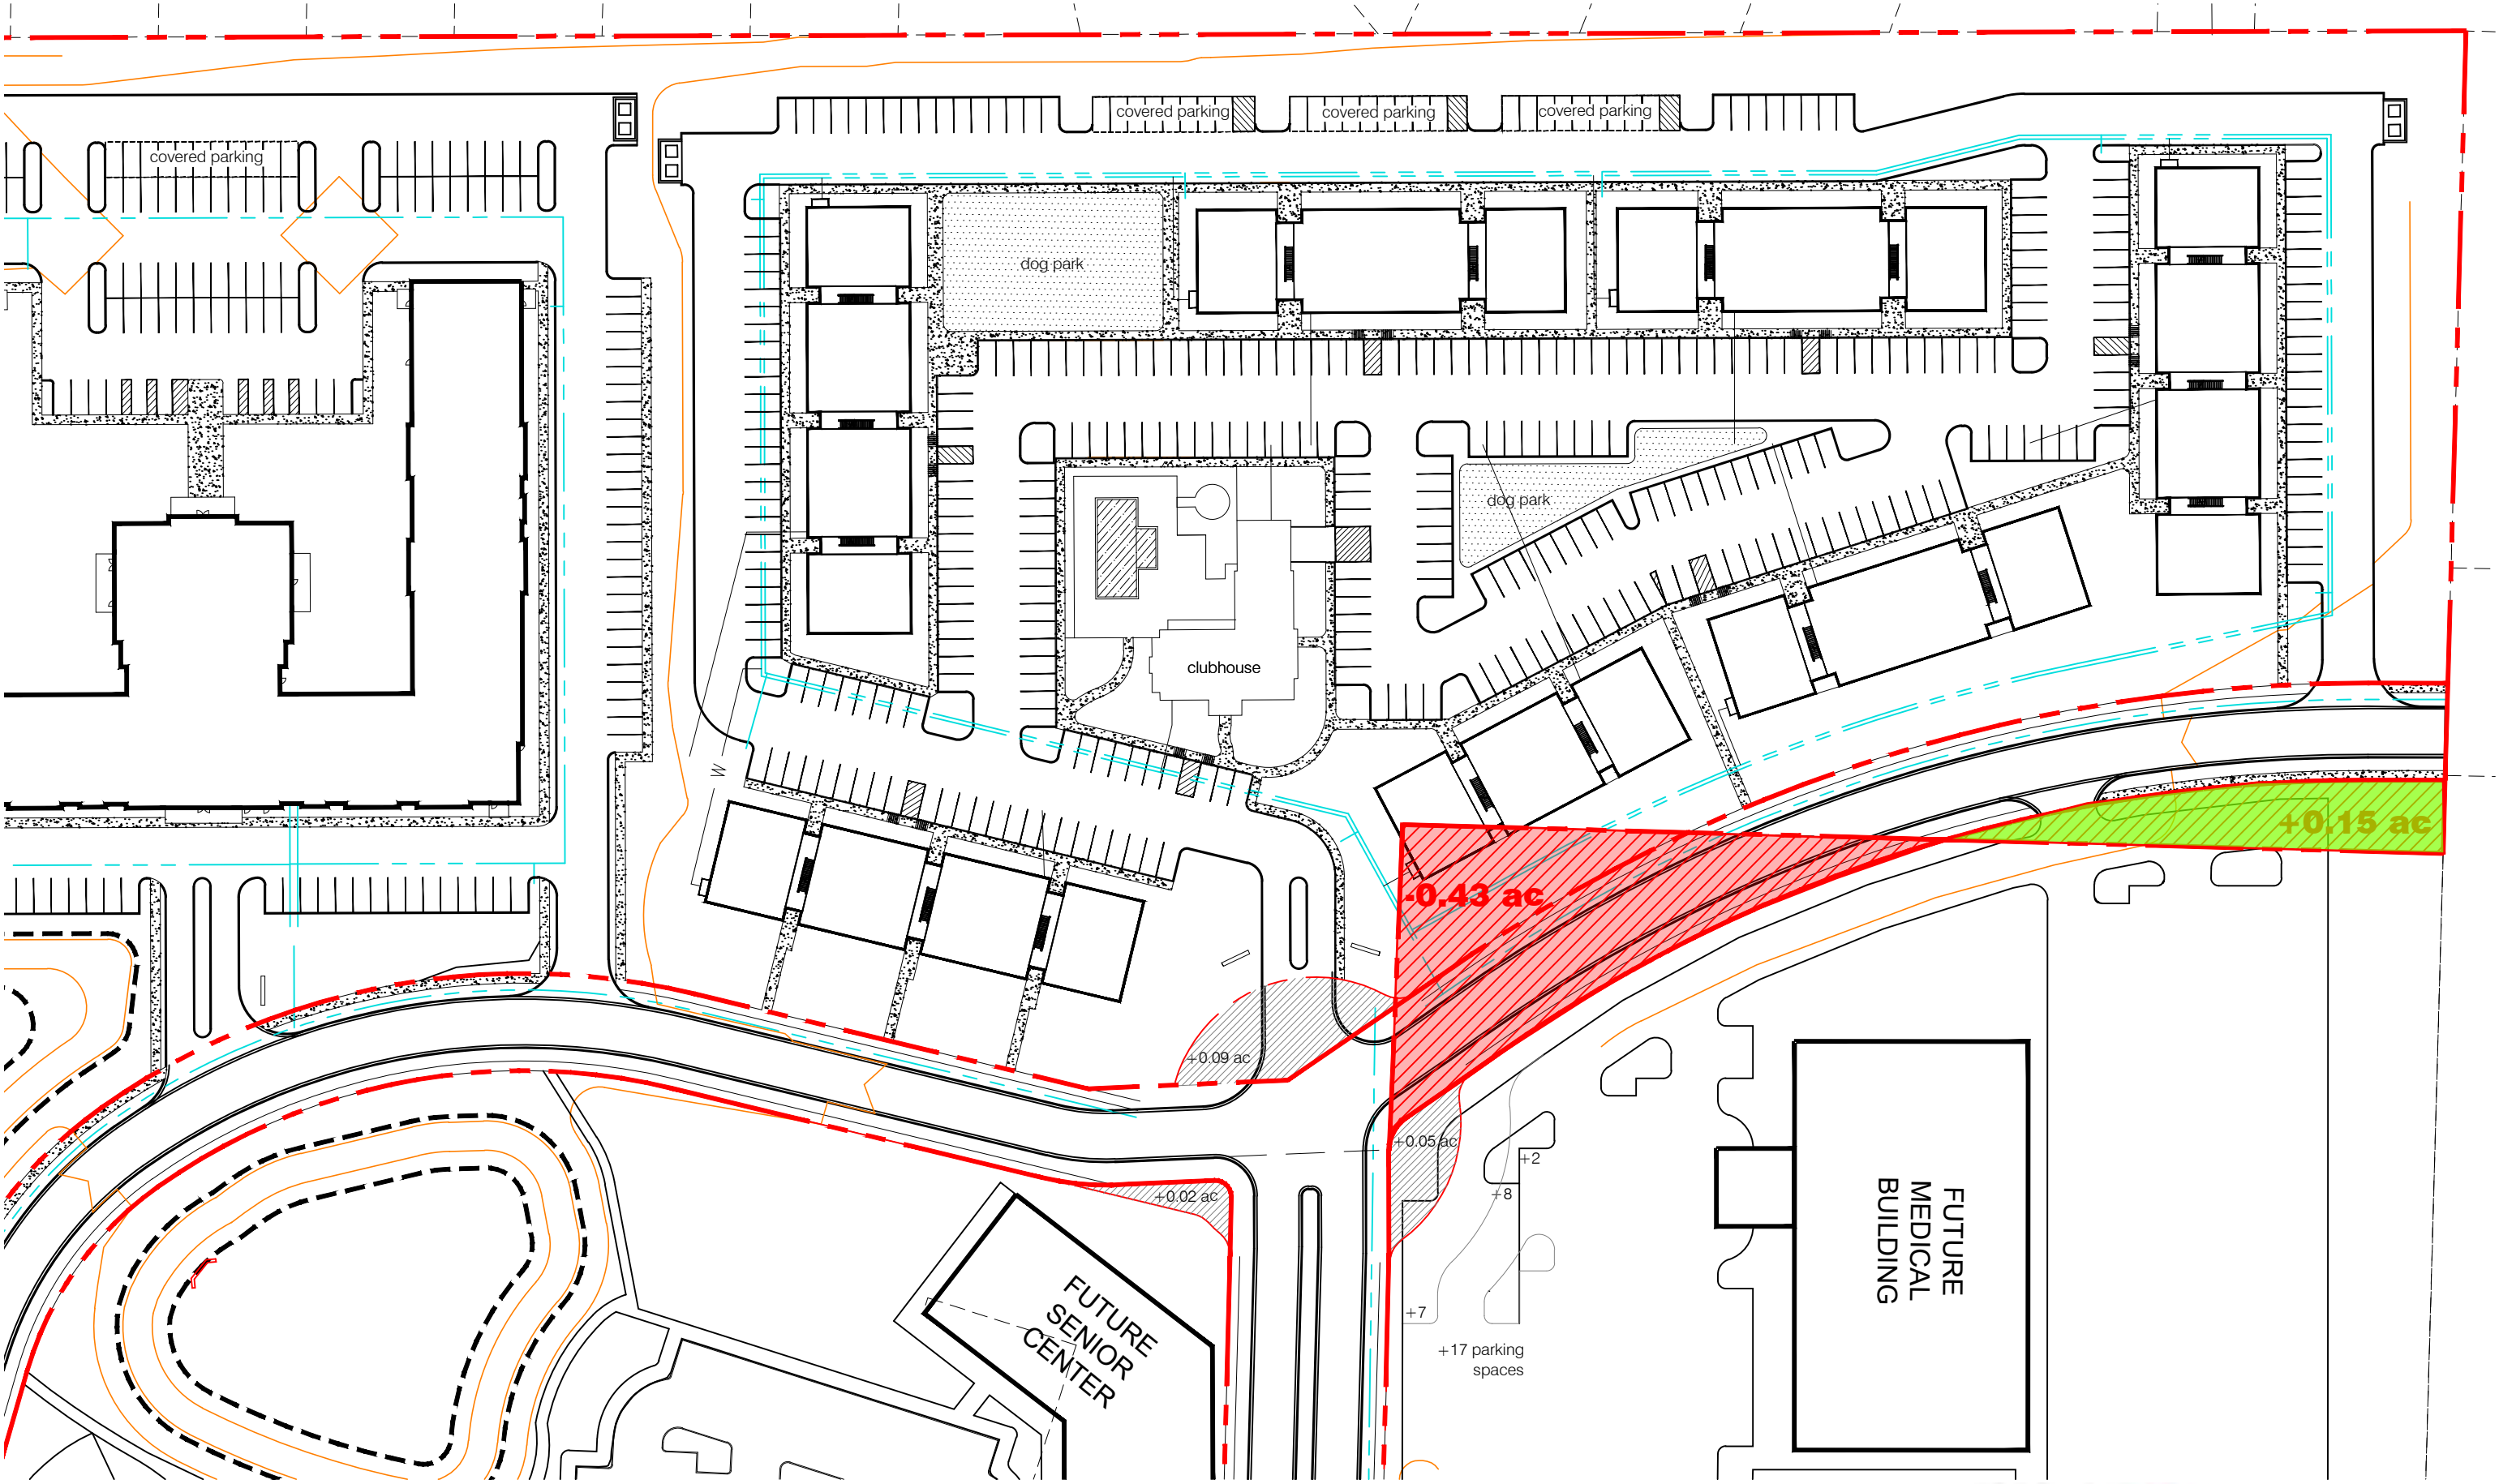 covered parking
covered parking
covered parking
covered parking
dog park
dog park
clubhouse
W
+0.15 ac
-0.43 ac
+0.09 ac
+0.05 ac
+2
+0.02 ac
+8
+7
+17 parking
spaces
FUTURE
SENIOR
CENTER
FUTURE
MEDICAL
BUILDING